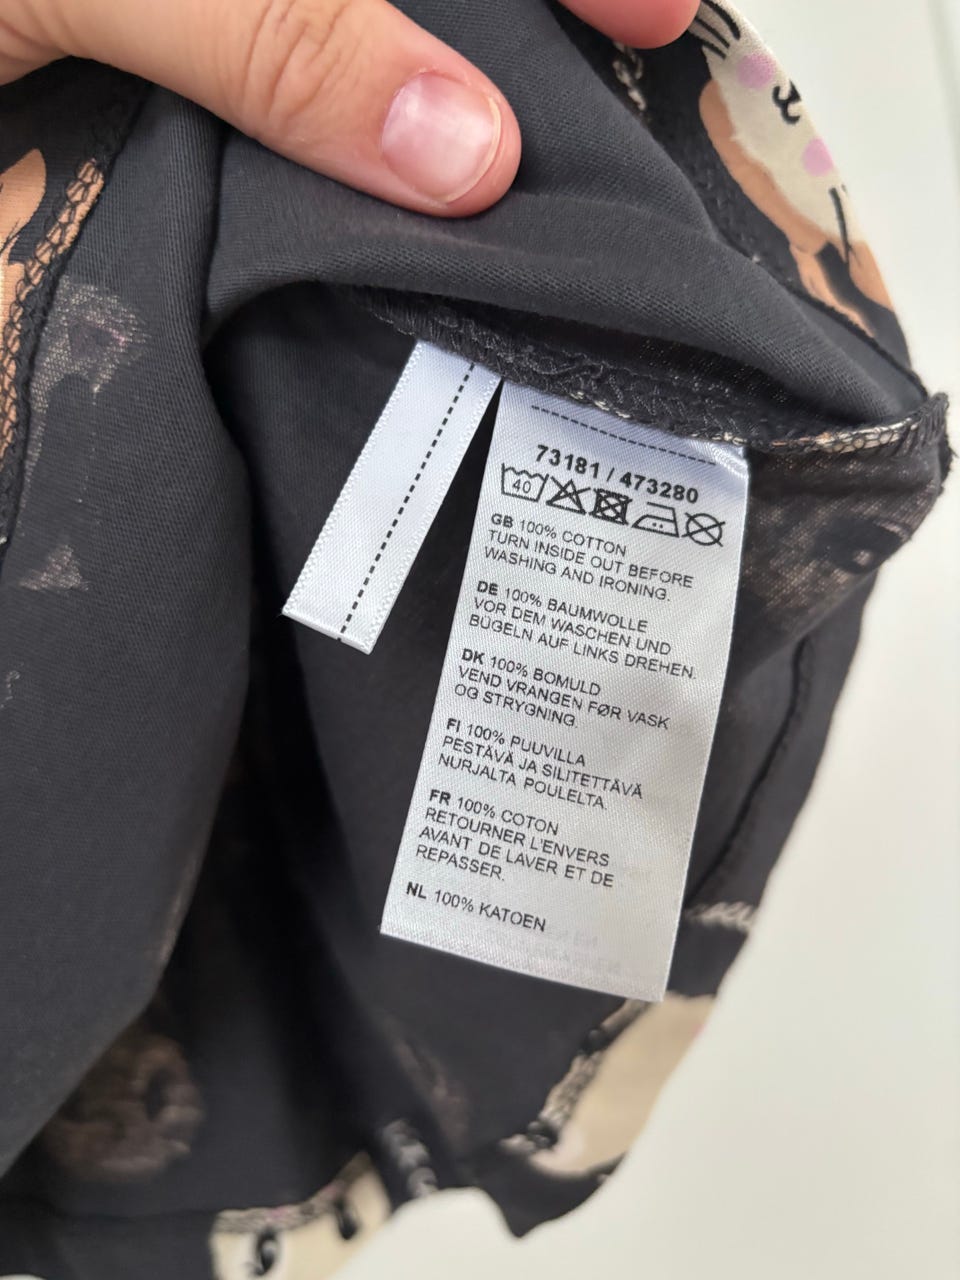 73181 / 473280
40
GB 100% COTTON
TURN INSIDE OUT BEFORE
WASHING AND IRONING.
DE 100% BAUMWOLLE
VOR DEM WASCHEN UND
BÜGELN AUF LINKS DREHEN.
DK 100% BOMULD
VEND VRANGEN FØR VASK
OG STRYGNING.
FI 100% PUUVILLA
PESTÄVÄ JA SILITETTÄVÄ
NURJALTA POULELTA
FR 100% COTON
RETOURNER L'ENVERS
AVANT DE LAVER ET DE
REPASSER.
NL 100% KATOEN